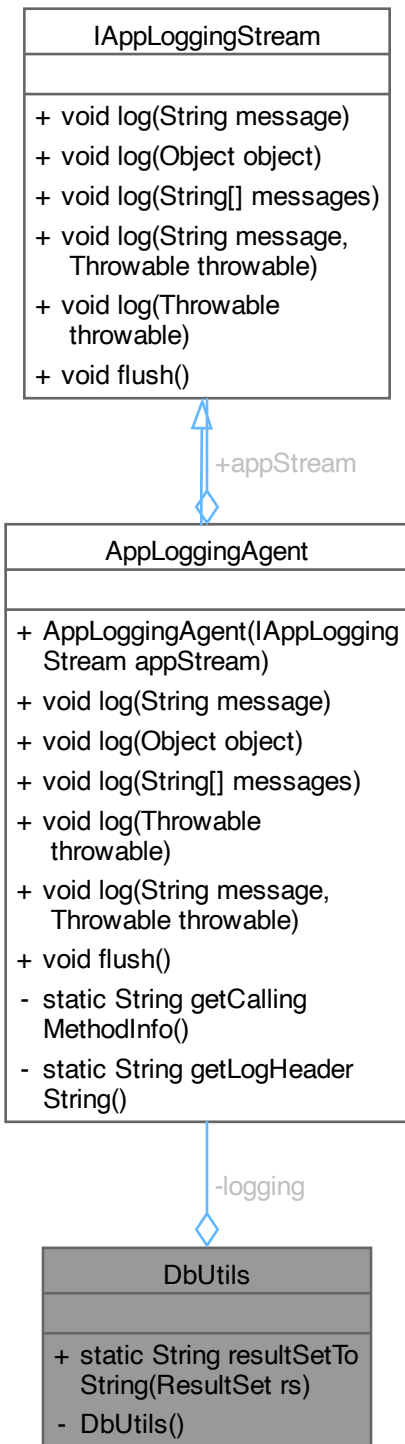 IAppLoggingStream
+ void log(String message)
+ void log(Object object)
+ void log(String[] messages)
+ void log(String message,
Throwable throwable)
+ void log(Throwable
throwable)
+ void flush()
+appStream
AppLoggingAgent
+ AppLoggingAgent(IAppLogging
Stream appStream)
+ void log(String message)
+ void log(Object object)
+ void log(String[] messages)
+ void log(Throwable
throwable)
+ void log(String message,
Throwable throwable)
+ void flush()
- static String getCalling
MethodInfo()
- static String getLogHeader
String()
-logging
DbUtils
+ static String resultSetTo
String(ResultSet rs)
- DbUtils()